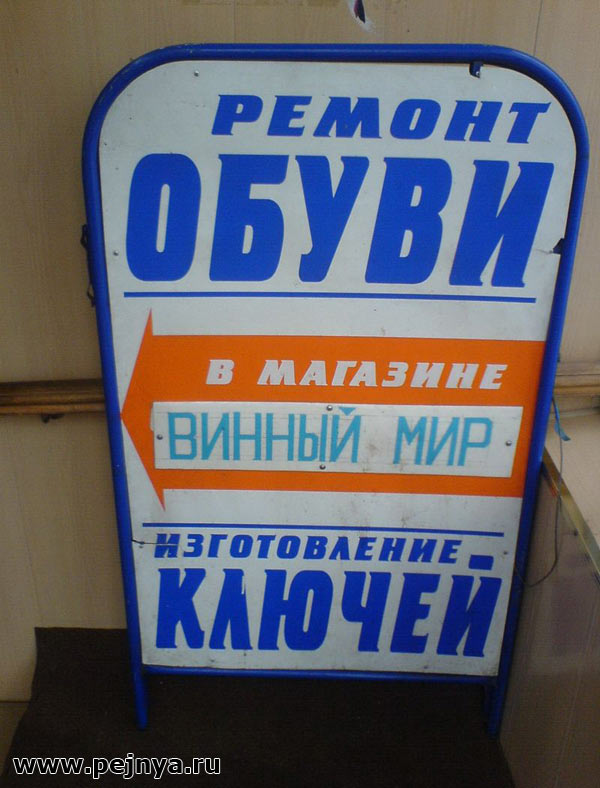 РЕМОНТ
ОБУВИ
В МАГАЗИНЕ
ВИННЫЙ МИР
ИЗГОТОВЛЕНИЕ
КЛЮЧЕЙ
www.pejnya.ru